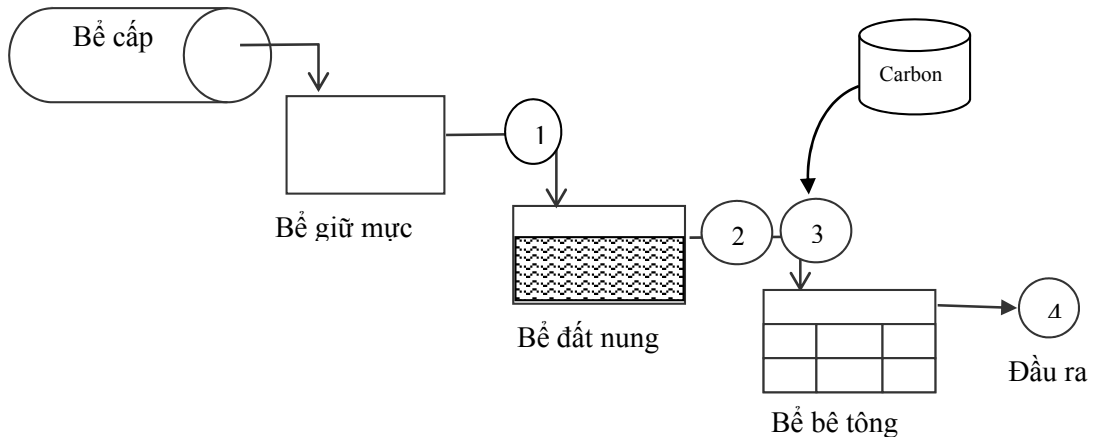 Bể cấp
Carbon
1
Bể giữ mực
2
3
Bể đất nung
4
Đầu ra
Bể bê tông